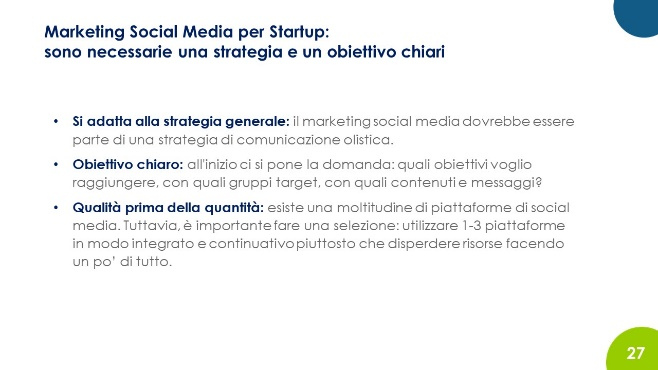 Marketing Social Media per Startup:
sono necessarie una strategia e un obiettivo chiari
• Si adatta alla strategia generale: il marketing social media dovrebbe essere
parte di una strategia di comunicazione olistica.
• Obiettivo chiaro: all'inizio ci si pone la domanda: quali obiettivi voglio
raggiungere, con quali gruppi target, con quali contenuti e messaggi?
• Qualità prima della quantità: esiste una moltitudine di piattaforme di social
media. Tuttavia, è importante fare una selezione: utilizzare 1-3 piattaforme
in modo integrato e continuativo piuttosto che disperdere risorse facendo
un po' di tutto.
27